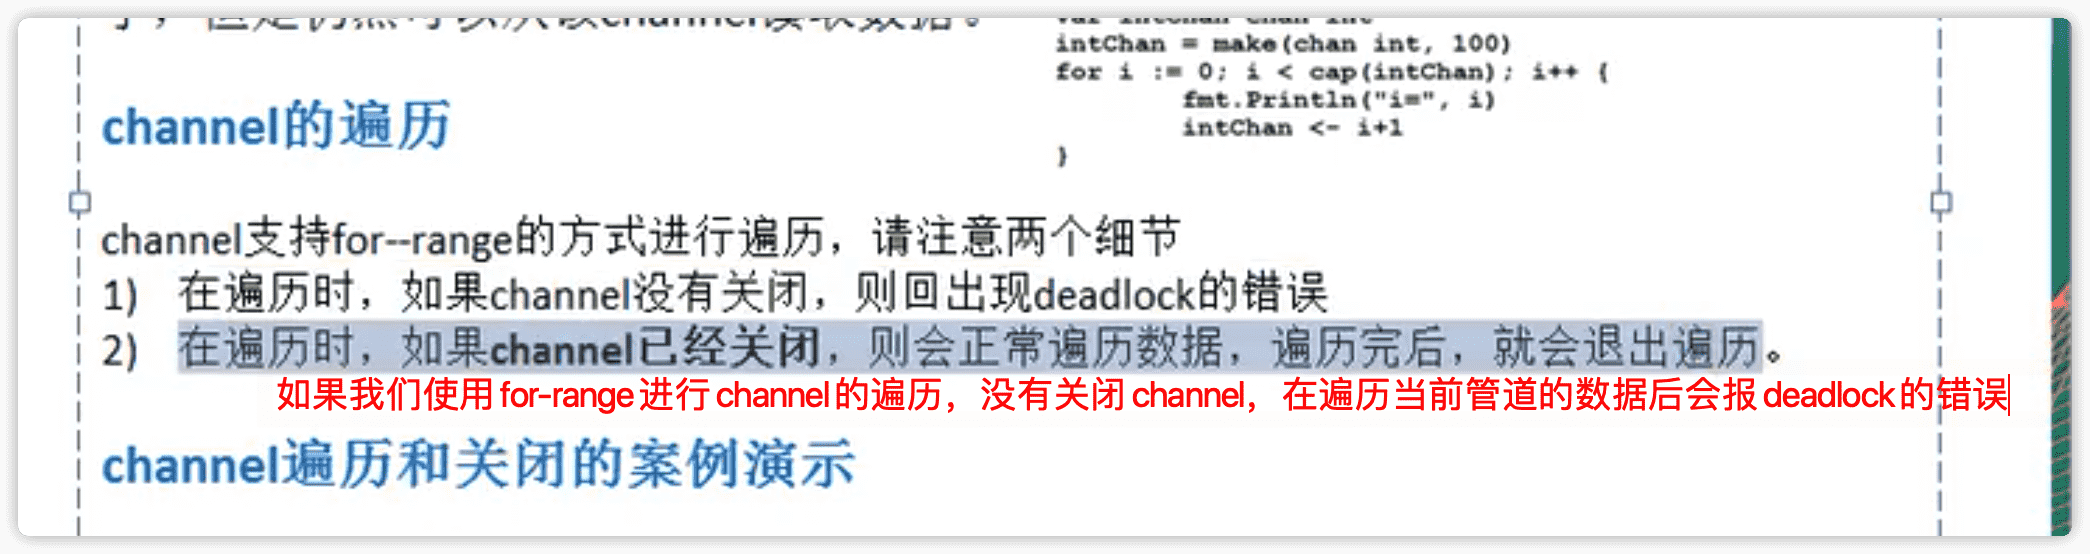 var intChan chan int
intChan = make(chan int, 100)
for i := 0; i < cap(intChan); i++ {
fmt.Println("i=", i)
intChan <- i+1
}
channel的遍历
channel支持for--range的方式进行遍历，请注意两个细节
1) 在遍历时，如果channel没有关闭，则回出现deadlock的错误
2) 在遍历时，如果channel已经关闭，则会正常遍历数据，遍历完后，就会退出遍历。
如果我们使用for-range进行channel的遍历，没有关闭channel，在遍历当前管道的数据后会报deadlock的错误
channel遍历和关闭的案例演示